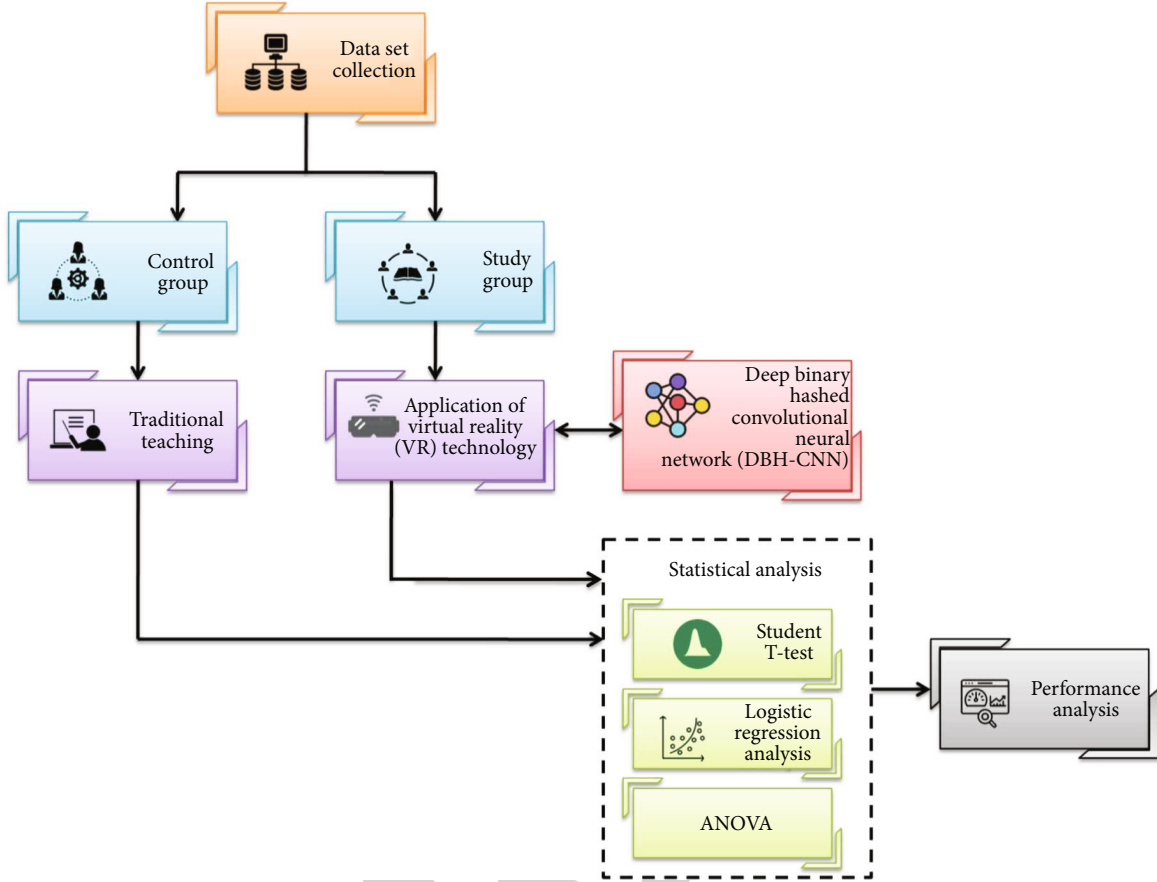 Data set
collection
Control
group
Study
group
Traditional
teaching
Application of
virtual reality
(VR) technology
Deep binary
hashed
convolutional
neural
network (DBH-CNN)
Statistical analysis
Student
T-test
Logistic
regression
analysis
ANOVA
Performance
analysis